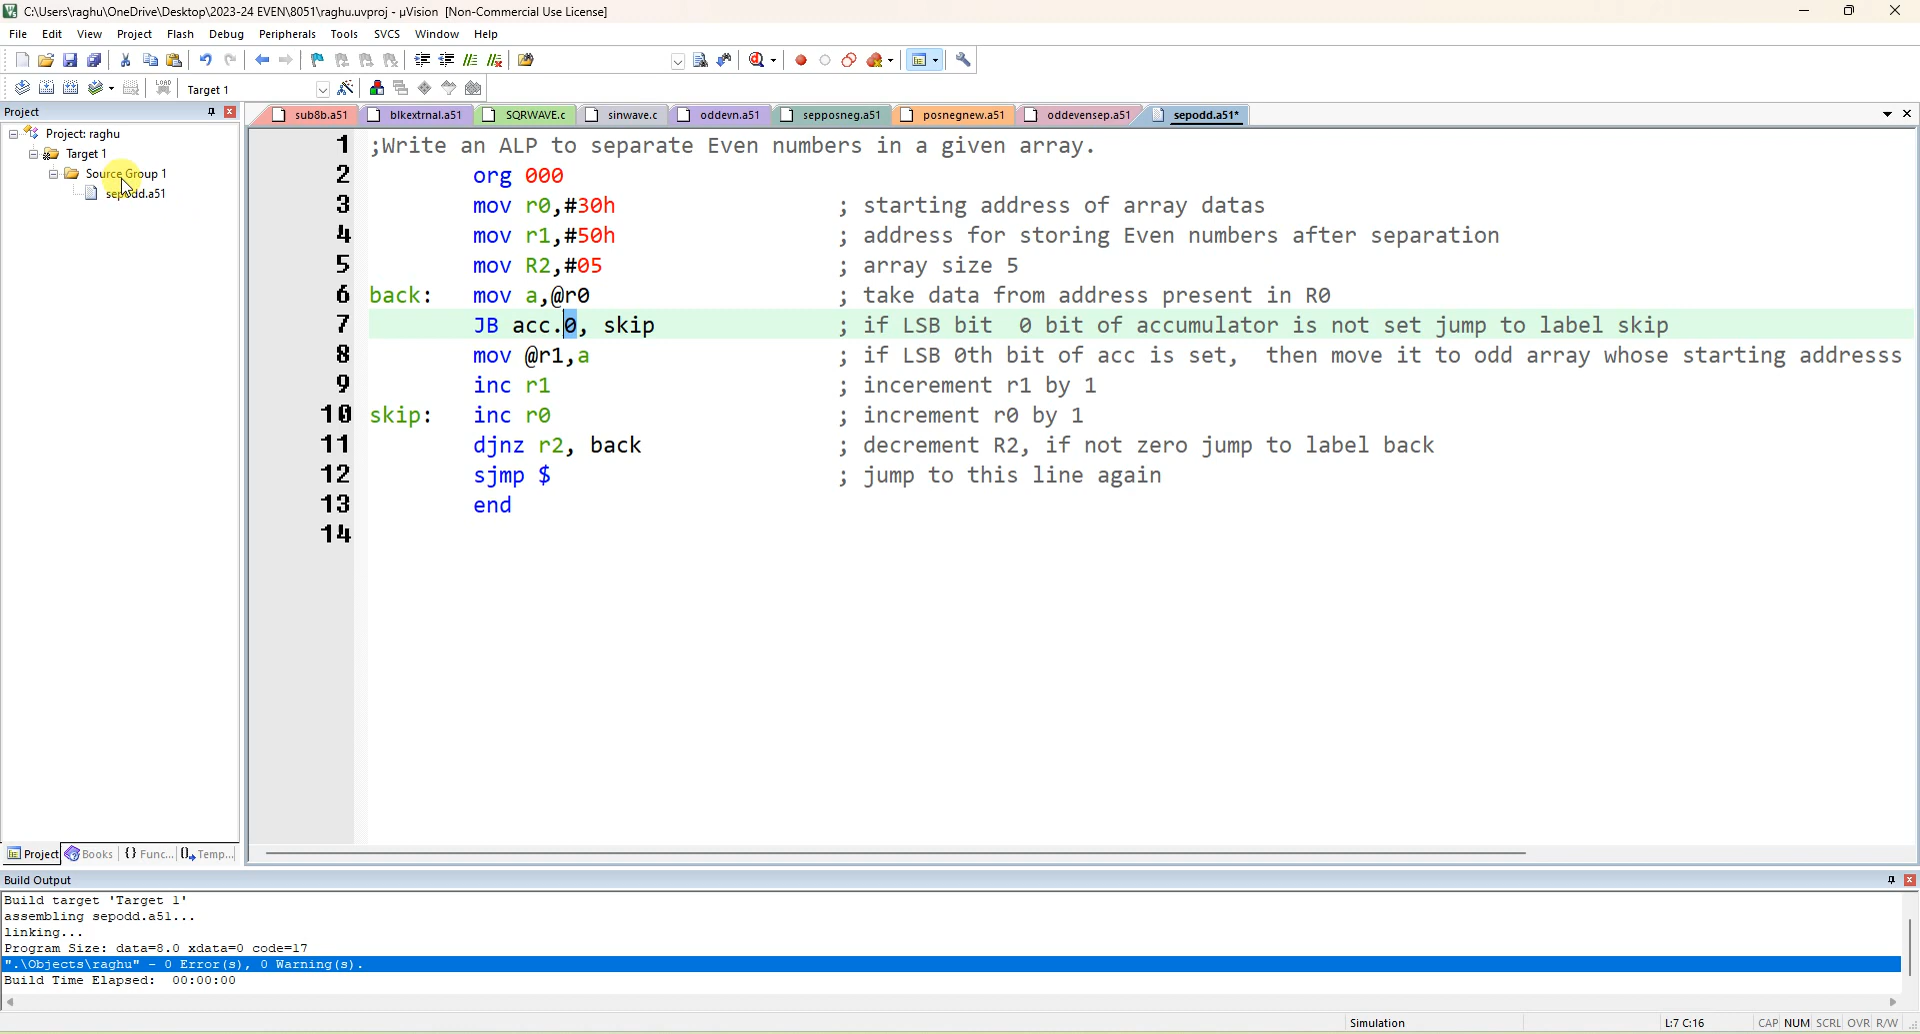 C:\Users\raghu\OneDrive\Desktop\2023-24 EVEN\8051\raghu.uvproj - µVision [Non-Commercial Use License]
File Edit View Project Flash Debug Peripherals Tools SVCS Window Help
LOAD Target 1
Project
sub8b.a51 blkextrnal.a51 SQRWAVE.c sinwave.c oddevn.a51 sepposneg.a51 posnegnew.a51 oddevensep.a51 sepodd.a51*
Project: raghu
Target 1
Source Group 1
sepodd.a51
1 ;Write an ALP to separate Even numbers in a given array.
2 org 000
3 mov r0,#30h ; starting address of array datas
4 mov r1,#50h ; address for storing Even numbers after separation
5 mov R2,#05 ; array size 5
6 back: mov a,@r0 ; take data from address present in R0
7 JB acc.0, skip ; if LSB bit 0 bit of accumulator is not set jump to label skip
8 mov @r1,a ; if LSB 0th bit of acc is set, then move it to odd array whose starting addresss
9 inc r1 ; incerement r1 by 1
10 skip: inc r0 ; increment r0 by 1
11 djnz r2, back ; decrement R2, if not zero jump to label back
12 sjmp $ ; jump to this line again
13 end
14
Project Books {} Func... 0 Temp...
Build Output
Build target 'Target 1'
assembling sepodd.a51...
linking...
Program Size: data=8.0 xdata=0 code=17
".\Objects\raghu" - 0 Error(s), 0 Warning(s).
Build Time Elapsed: 00:00:00
Simulation L:7 C:16 CAP NUM SCRL OVR R/W